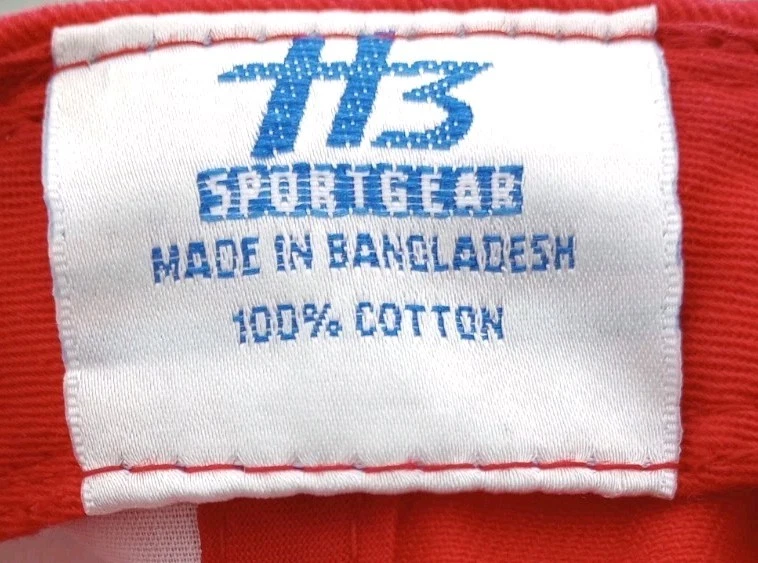 H3
SPORTGEAR
MADE IN BANGLADESH
100% COTTON